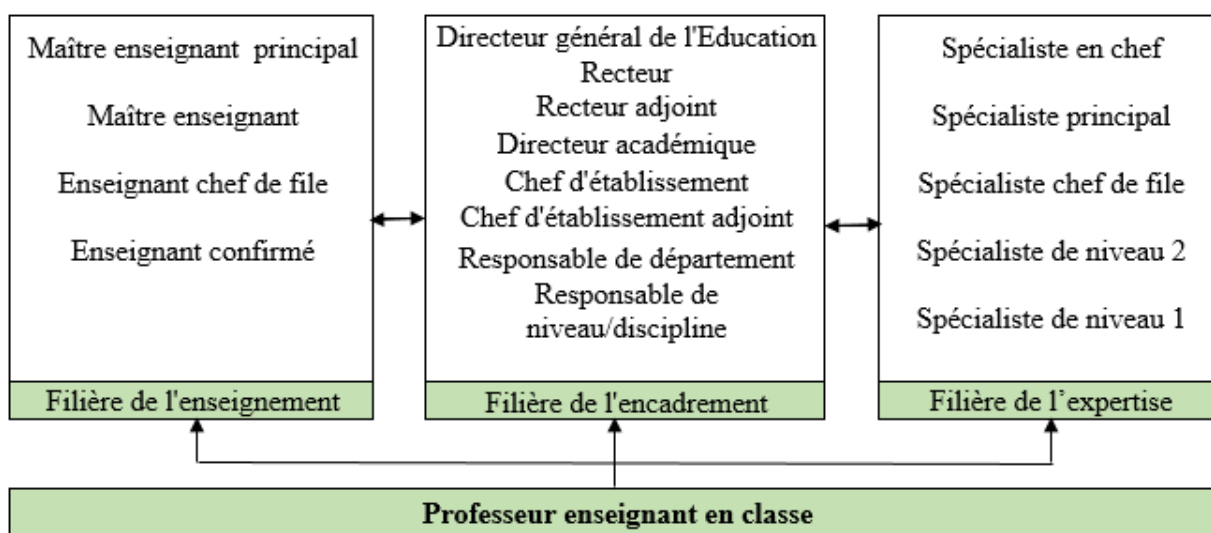 Maître enseignant principal
Maître enseignant
Enseignant chef de file
Enseignant confirmé
Filière de l'enseignement
Directeur général de l'Education
Recteur
Recteur adjoint
Directeur académique
Chef d'établissement
Chef d'établissement adjoint
Responsable de département
Responsable de
niveau/discipline
Filière de l'encadrement
Spécialiste en chef
Spécialiste principal
Spécialiste chef de file
Spécialiste de niveau 2
Spécialiste de niveau 1
Filière de l’expertise
Professeur enseignant en classe